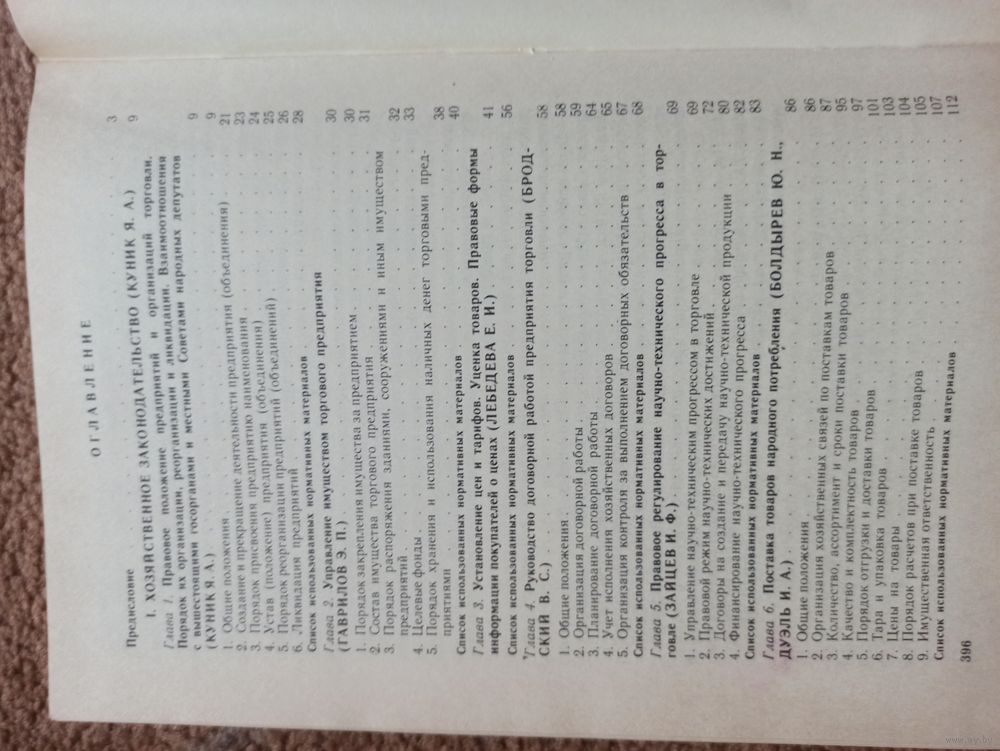 ОГЛАВЛЕНИЕ
Предисловие 3
I. ХОЗЯЙСТВЕННОЕ ЗАКОНОДАТЕЛЬСТВО (КУНИК Я. А.) 9
Глава 1. Правовое положение предприятий и организаций торговли.
Порядок их организации, реорганизации и ликвидации. Взаимоотношения
с вышестоящими госорганами и местными Советами народных депутатов
(КУНИК Я. А.) 9
1. Общие положения 9
2. Создание и прекращение деятельности предприятия (объединения) 21
3. Порядок присвоения предприятию наименования 23
4. Устав (положение) предприятия (объединения) 24
5. Порядок реорганизации предприятий (объединений) 25
6. Ликвидация предприятий 26
Список использованных нормативных материалов 28
Глава 2. Управление имуществом торгового предприятия
(ГАВРИЛОВ Э. П.) 30
1. Порядок закрепления имущества за предприятием 30
2. Состав имущества торгового предприятия 31
3. Порядок распоряжения зданиями, сооружениями и иным имуществом
предприятий 32
4. Целевые фонды 33
5. Порядок хранения и использования наличных денег торговыми пред-
приятиями 38
Список использованных нормативных материалов 40
Глава 3. Установление цен и тарифов. Уценка товаров. Правовые формы
информации покупателей о ценах (ЛЕБЕДЕВА Е. И.) 41
Список использованных нормативных материалов 56
Глава 4. Руководство договорной работой предприятия торговли (БРОД-
СКИЙ В. С.) 58
1. Общие положения 58
2. Организация договорной работы 59
3. Планирование договорной работы 64
4. Учет исполнения хозяйственных договоров 65
5. Организация контроля за выполнением договорных обязательств 67
Список использованных нормативных материалов 68
Глава 5. Правовое регулирование научно-технического прогресса в тор-
говле (ЗАЙЦЕВ И. Ф.) 69
1. Управление научно-техническим прогрессом в торговле 69
2. Правовой режим научно-технических достижений 72
3. Договоры на создание и передачу научно-технической продукции 80
4. Финансирование научно-технического прогресса 82
Список использованных нормативных материалов 83
Глава 6. Поставка товаров народного потребления (БОЛДЫРЕВ Ю. Н.,
ДУЭЛЬ И. А.) 86
1. Общие положения 86
2. Организация хозяйственных связей по поставкам товаров 87
3. Количество, ассортимент и сроки поставки товаров 95
4. Качество и комплектность товаров 97
5. Порядок отгрузки и доставки товаров 101
6. Тара и упаковка товаров 103
7. Цены на товары 104
8. Порядок расчетов при поставке товаров 105
9. Имущественная ответственность 107
Список использованных нормативных материалов 112
396
www.ay.by